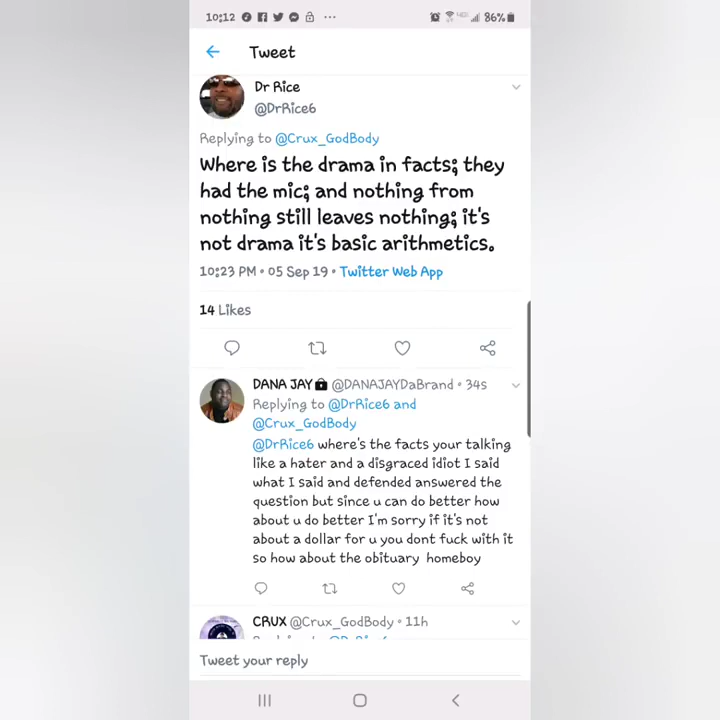 10:12 86%
Tweet
Dr Rice
@DrRice6
Replying to @Crux_GodBody
Where is the drama in facts; they
had the mic; and nothing from
nothing still leaves nothing; it's
not drama it's basic arithmetics.
10:23 PM • 05 Sep 19 • Twitter Web App
14 Likes
DANA JAY @DANAJAYDaBrand • 34s
Replying to @DrRice6 and
@Crux_GodBody
@DrRice6 where's the facts your talking
like a hater and a disgraced idiot I said
what I said and defended answered the
question but since u can do better how
about u do better I'm sorry if it's not
about a dollar for u you dont fuck with it
so how about the obituary homeboy
CRUX @Crux_GodBody • 11h
Tweet your reply